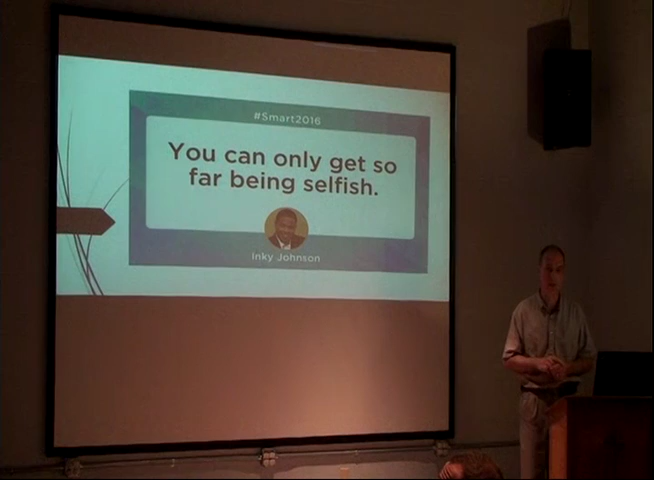 #Smart2016
You can only get so
far being selfish.
Inky Johnson